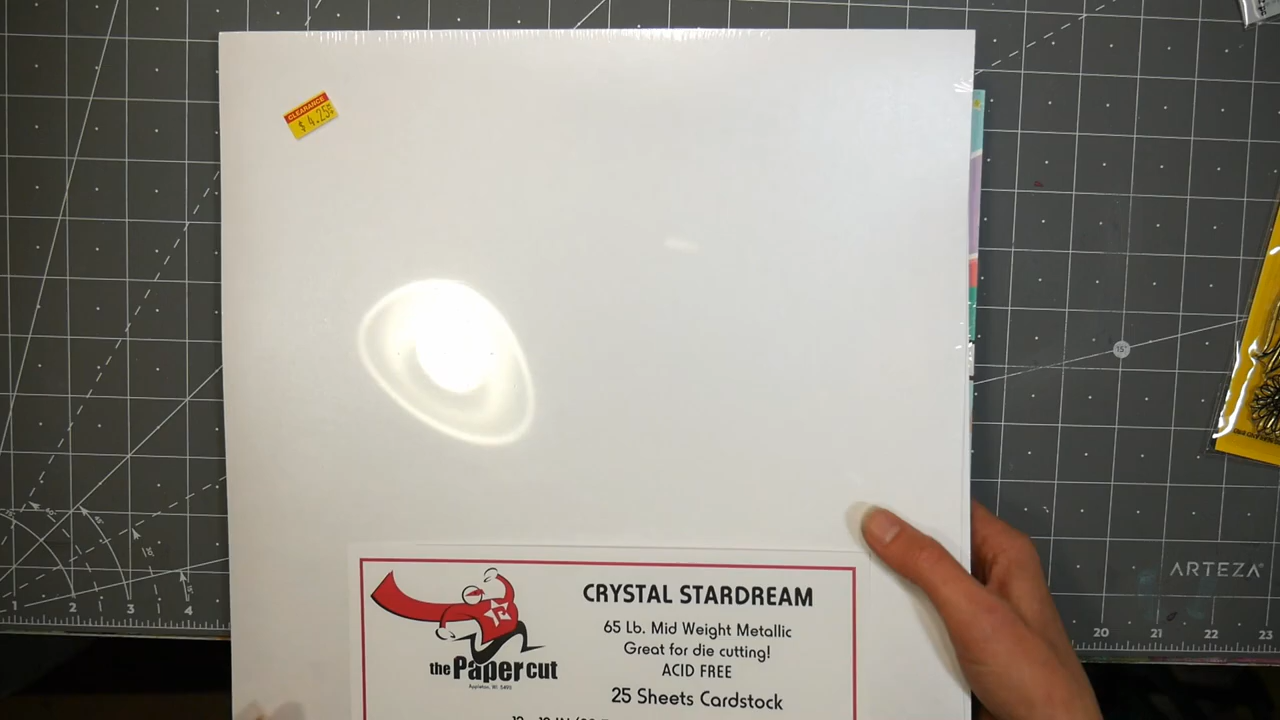 CLEARANCE
$ 4.25
CRYSTAL STARDREAM
65 Lb. Mid Weight Metallic
Great for die cutting!
ACID FREE
25 Sheets Cardstock
the Paper cut
15°
ARTEZA
1 2 3 4
20 21 22 23